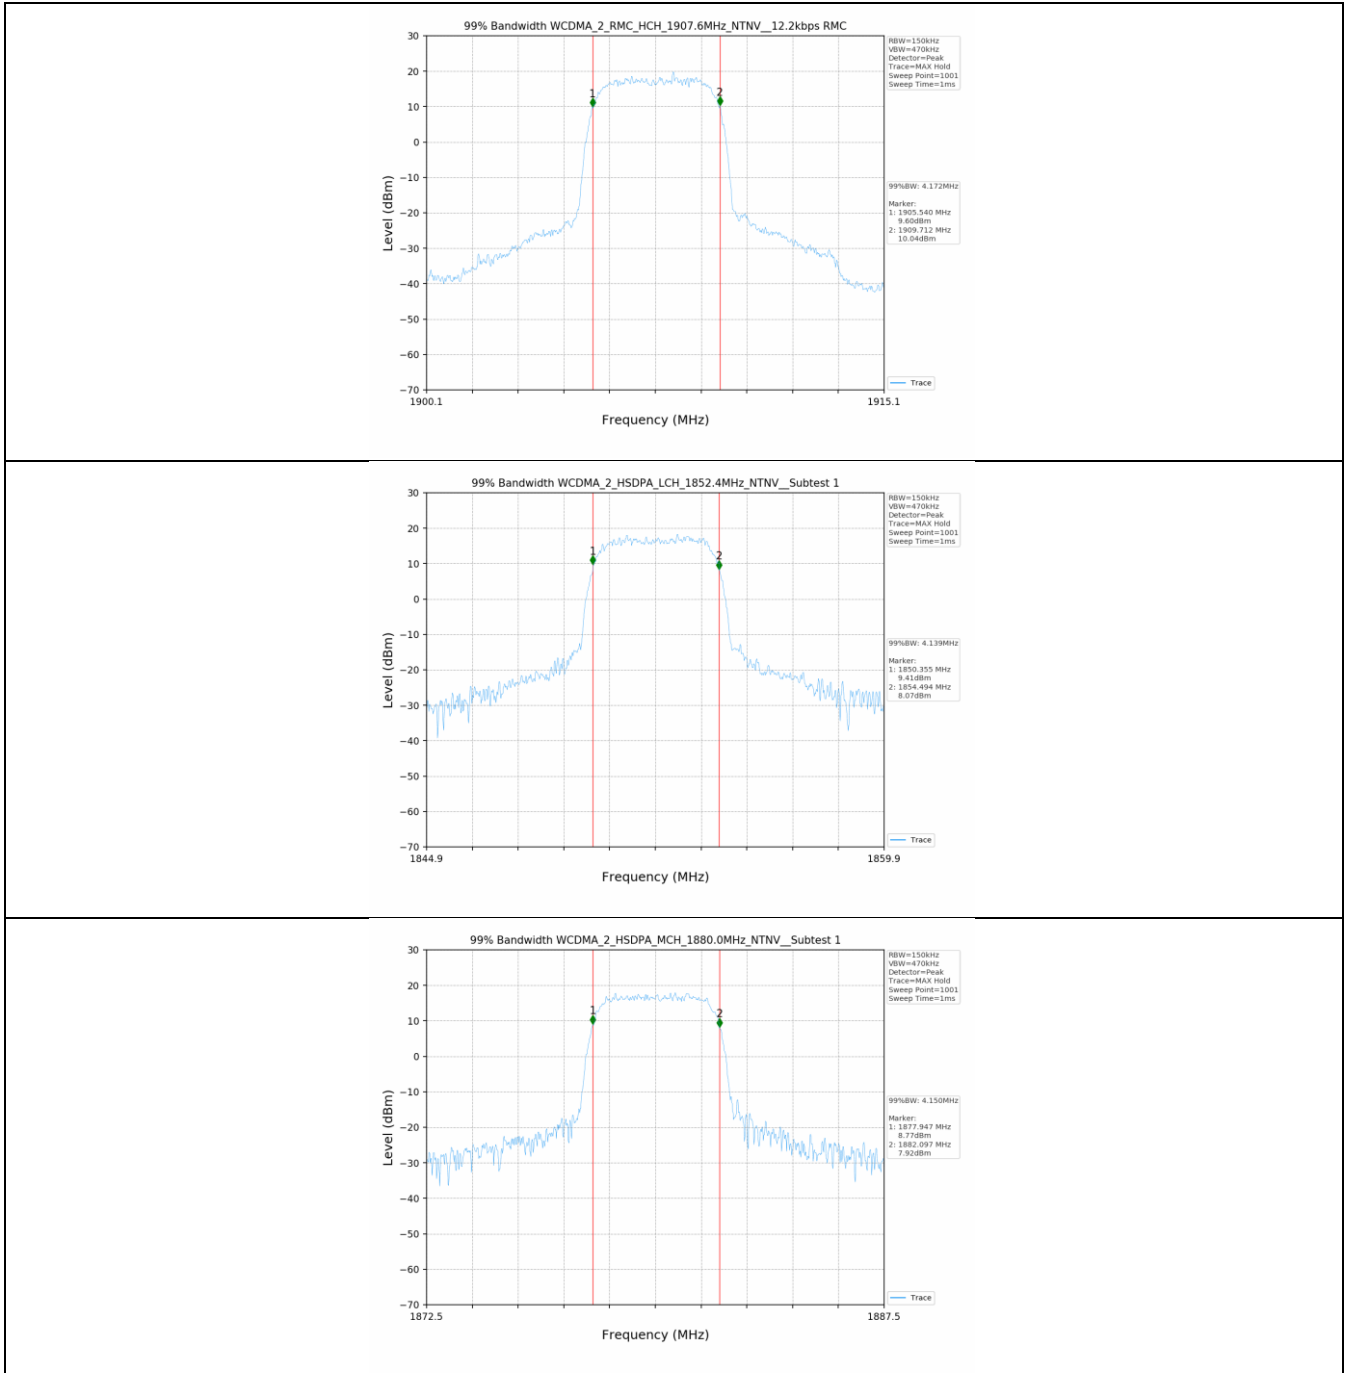 99% Bandwidth WCDMA_2_RMC_HCH_1907.6MHz_NTNV__12.2kbps RMC
30
20
10
0
−10
−20
−30
−40
−50
−60
−70
Level (dBm)
1
2
1900.1
1915.1
Frequency (MHz)
RBW=150kHz
VBW=470kHz
Detector=Peak
Trace=MAX Hold
Sweep Point=1001
Sweep Time=1ms
99%BW: 4.172MHz
Marker:
1: 1905.540 MHz
9.60dBm
2: 1909.712 MHz
10.04dBm
Trace
99% Bandwidth WCDMA_2_HSDPA_LCH_1852.4MHz_NTNV__Subtest 1
30
20
10
0
−10
−20
−30
−40
−50
−60
−70
Level (dBm)
1
2
1844.9
1859.9
Frequency (MHz)
RBW=150kHz
VBW=470kHz
Detector=Peak
Trace=MAX Hold
Sweep Point=1001
Sweep Time=1ms
99%BW: 4.139MHz
Marker:
1: 1850.355 MHz
9.41dBm
2: 1854.494 MHz
8.07dBm
Trace
99% Bandwidth WCDMA_2_HSDPA_MCH_1880.0MHz_NTNV__Subtest 1
30
20
10
0
−10
−20
−30
−40
−50
−60
−70
Level (dBm)
1
2
1872.5
1887.5
Frequency (MHz)
RBW=150kHz
VBW=470kHz
Detector=Peak
Trace=MAX Hold
Sweep Point=1001
Sweep Time=1ms
99%BW: 4.150MHz
Marker:
1: 1877.947 MHz
8.77dBm
2: 1882.097 MHz
7.92dBm
Trace